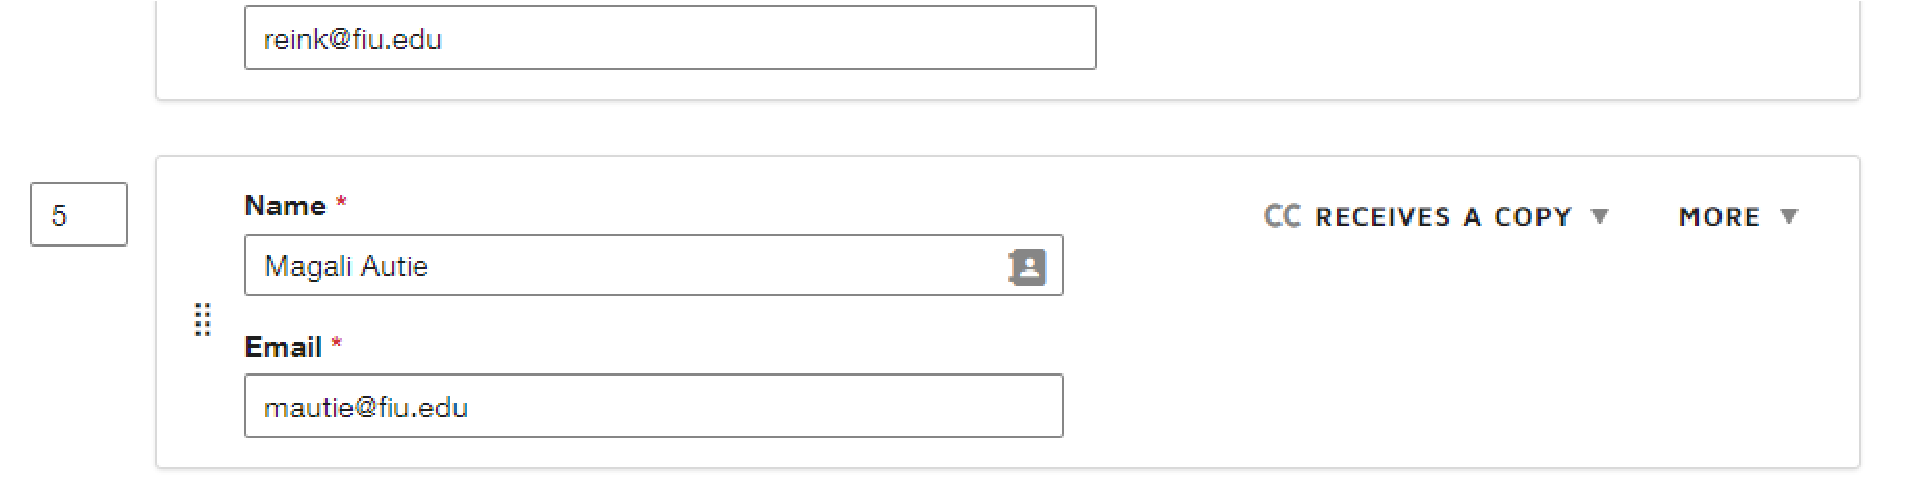 reink@fiu.edu
5
Name *
CC RECEIVES A COPY ▼ MORE ▼
Magali Autie
Email *
mautie@fiu.edu